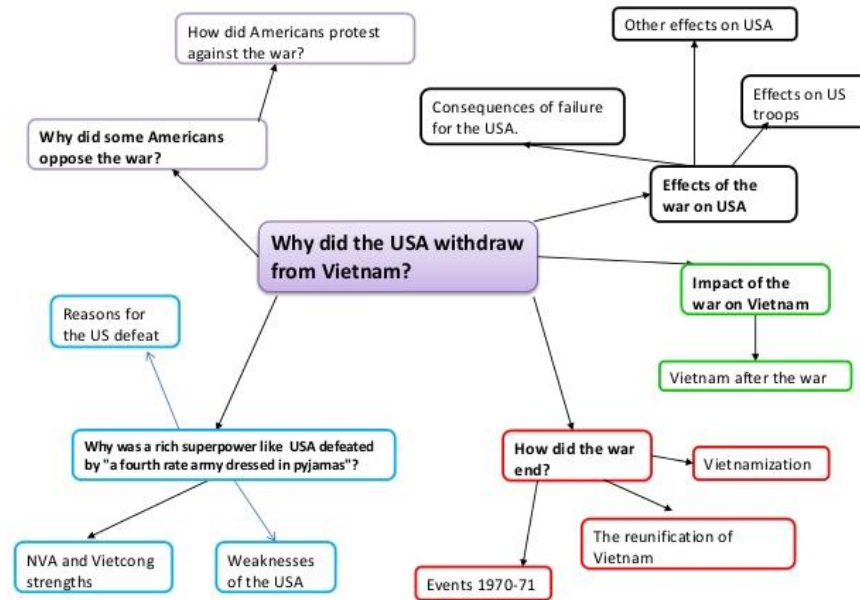 How did Americans protest
against the war?
Why did some Americans
oppose the war?
Other effects on USA
Consequences of failure
for the USA.
Effects on US
troops
Effects of the
war on USA
Why did the USA withdraw
from Vietnam?
Impact of the
war on Vietnam
Vietnam after the war
Reasons for
the US defeat
Why was a rich superpower like USA defeated
by "a fourth rate army dressed in pyjamas"?
NVA and Vietcong
strengths
Weaknesses
of the USA
How did the war
end?
Vietnamization
The reunification of
Vietnam
Events 1970-71